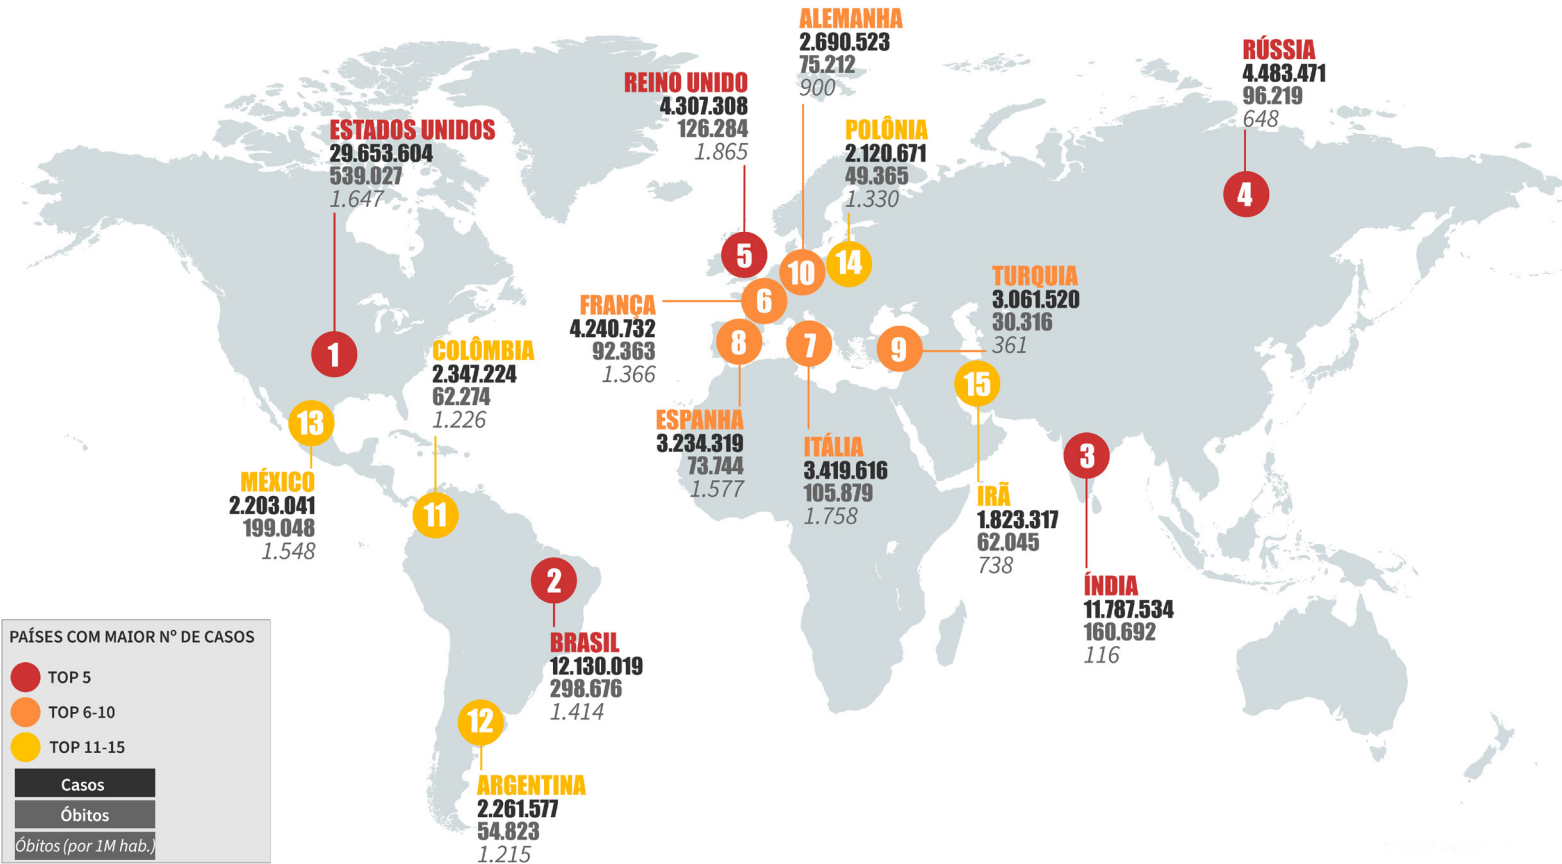 ALEMANHA
2.690.523
75.212
900
RÚSSIA
4.483.471
96.219
648
4
REINO UNIDO
4.307.308
126.284
1.865
5
ESTADOS UNIDOS
29.653.604
539.027
1.647
1
POLÔNIA
2.120.671
49.365
1.330
14
10
TURQUIA
3.061.520
30.316
361
9
FRANÇA
4.240.732
92.363
1.366
6
8
7
15
COLÔMBIA
2.347.224
62.274
1.226
11
13
MÉXICO
2.203.041
199.048
1.548
ESPANHA
3.234.319
73.744
1.577
ITÁLIA
3.419.616
105.879
1.758
IRÃ
1.823.317
62.045
738
3
ÍNDIA
11.787.534
160.692
116
2
BRASIL
12.130.019
298.676
1.414
12
ARGENTINA
2.261.577
54.823
1.215
PAÍSES COM MAIOR Nº DE CASOS
TOP 5
TOP 6-10
TOP 11-15
Casos
Óbitos
Óbitos (por 1M hab.)